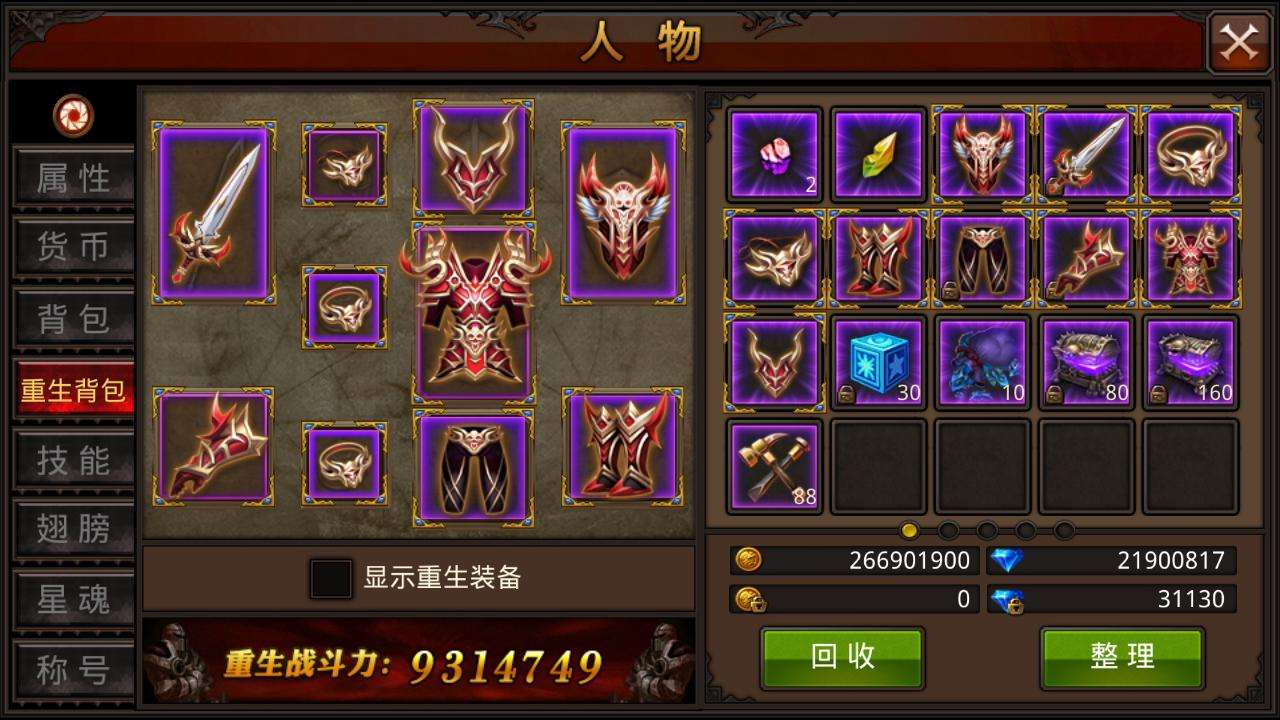 人 物
属 性
货 币
背 包
重生背包
技 能
翅 膀
星 魂
称 号
显示重生装备
重生战斗力: 9314749
2
30
10
80
160
88
266901900
21900817
0
31130
回 收
整 理